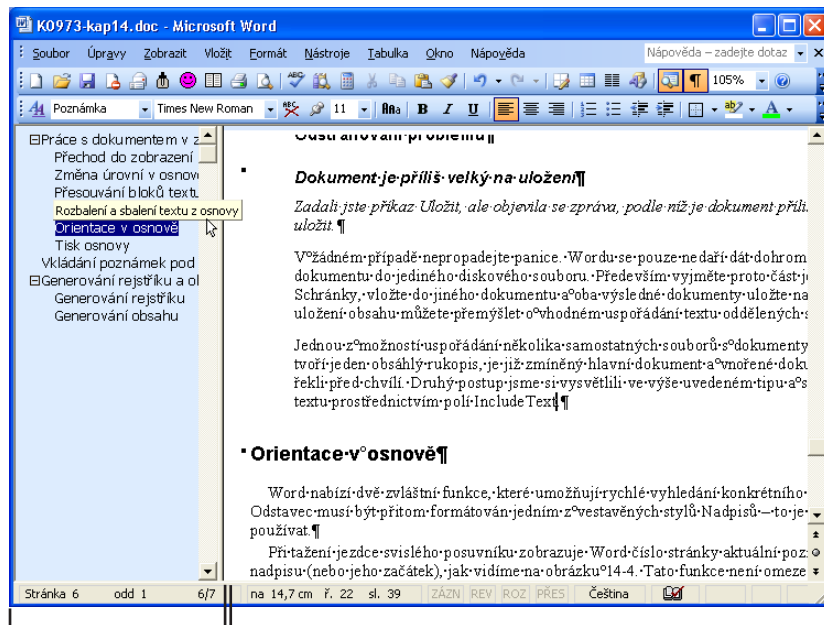 K0973-kap14.doc - Microsoft Word
Soubor Úpravy Zobrazit Vložit Formát Nástroje Tabulka Okno Nápověda Nápověda – zadejte dotaz
105%
Poznámka Times New Roman 11 B I U
Práce s dokumentem v z
Přechod do zobrazení
Změna úrovní v osnově
Přesouvání bloků textu
Rozbalení a sbalení textu z osnovy
Orientace v osnově
Tisk osnovy
Vkládání poznámek pod
Generování rejstříku a ob
Generování rejstříku
Generování obsahu
Odstraňování problémů¶
Dokument·je·příliš·velký·na·uložení¶
Zadali·jste·příkaz·Uložit,·ale·objevila·se·zpráva,·podle·níž·je·dokument·příli
uložit.¶
V°žádném·případě·nepropadejte·panice.·Wordu·se·pouze·nedaří·dát·dohrom
dokumentu·do·jediného·diskového·souboru.·Především·vyjměte·proto·část·j
Schránky,·vložte·do·jiného·dokumentu·a°oba·výsledné·dokumenty·uložte·na
uložení·obsahu·můžete·přemýšlet·o°vhodném·uspořádání·textu·oddělených·s
Jednou·z°možností·uspořádání·několika·samostatných·souborů·s°dokumenty
tvoří·jeden·obsáhlý·rukopis,·je·již·zmíněný·hlavní·dokument·a°vnořené·doku
řekli·před·chvílí.·Druhý·postup·jsme·si·vysvětlili·ve·výše·uvedeném·tipu·a°s
textu·prostřednictvím·polí·IncludeText.¶
Orientace·v°osnově¶
Word·nabízí·dvě·zvláštní·funkce,·které·umožňují·rychlé·vyhledání·konkrétního·
Odstavec·musí·být·přitom·formátován·jedním·z°vestavěných·stylů·Nadpisů·–·to·je·
používat.¶
Při·tažení·jezdce·svislého·posuvníku·zobrazuje·Word·číslo·stránky·aktuální·poz
nadpisu·(nebo·jeho·začátek),·jak·vidíme·na·obrázku°14-4.·Tato·funkce·není·omeze
Stránka 6 odd 1 6/7 na 14,7 cm ř. 22 sl. 39 ZÁZN REV ROZ PŘES Čeština